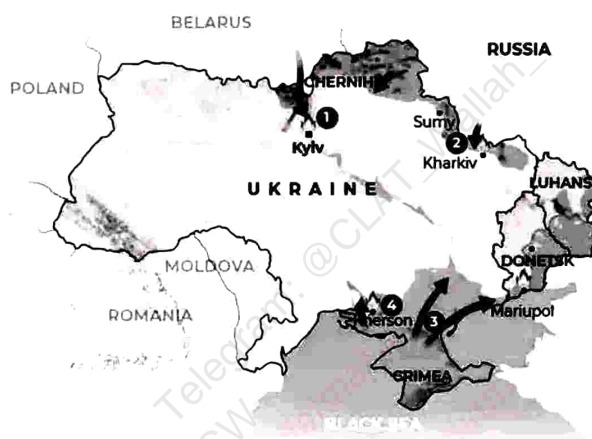 BELARUS
RUSSIA
POLAND
CHERNIH
1
Sumy
Kyiv
2
Kharkiv
UKRAINE
LUHANS
DONETSK
MOLDOVA
ROMANIA
4
Kherson
3
Mariupol
CRIMEA
BLACK SEA
Telegram: @CLAT_Wallah_